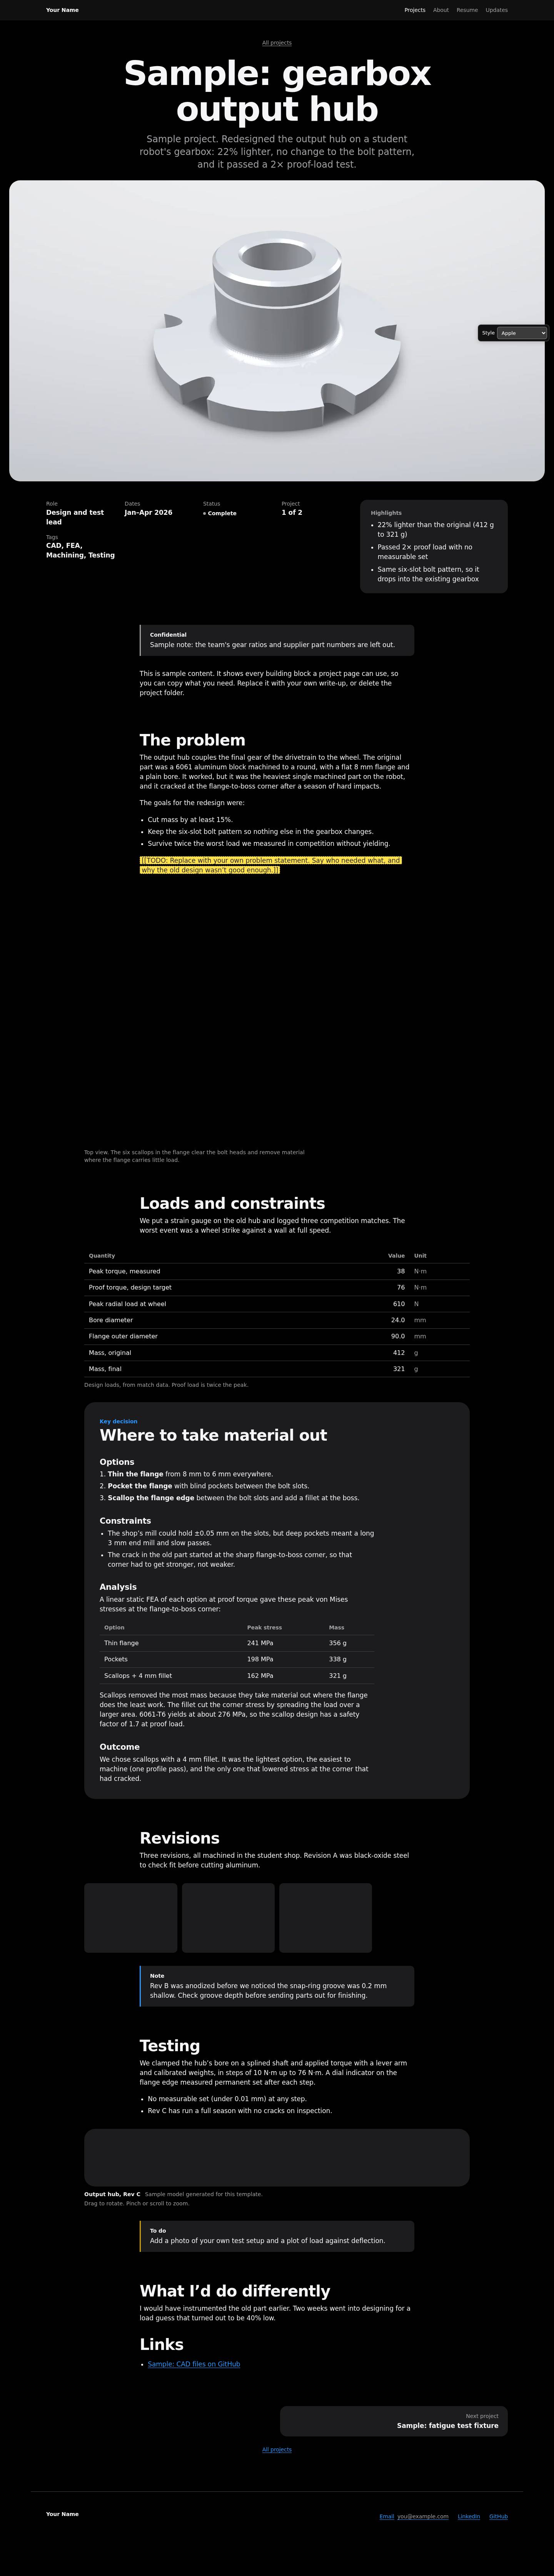 Your Name
Projects About Resume Updates
All projects
Sample: gearbox
output hub
Sample project. Redesigned the output hub on a student
robot's gearbox: 22% lighter, no change to the bolt pattern,
and it passed a 2× proof-load test.
Style Apple
Role
Design and test
lead
Dates
Jan–Apr 2026
Status
Complete
Project
1 of 2
Tags
CAD, FEA,
Machining, Testing
Highlights
• 22% lighter than the original (412 g
to 321 g)
• Passed 2× proof load with no
measurable set
• Same six-slot bolt pattern, so it
drops into the existing gearbox
Confidential
Sample note: the team's gear ratios and supplier part numbers are left out.
This is sample content. It shows every building block a project page can use, so
you can copy what you need. Replace it with your own write-up, or delete the
project folder.
The problem
The output hub couples the final gear of the drivetrain to the wheel. The original
part was a 6061 aluminum block machined to a round, with a flat 8 mm flange and
a plain bore. It worked, but it was the heaviest single machined part on the robot,
and it cracked at the flange-to-boss corner after a season of hard impacts.
The goals for the redesign were:
• Cut mass by at least 15%.
• Keep the six-slot bolt pattern so nothing else in the gearbox changes.
• Survive twice the worst load we measured in competition without yielding.
[[TODO: Replace with your own problem statement. Say who needed what, and
why the old design wasn't good enough.]]
Top view. The six scallops in the flange clear the bolt heads and remove material
where the flange carries little load.
Loads and constraints
We put a strain gauge on the old hub and logged three competition matches. The
worst event was a wheel strike against a wall at full speed.
Quantity Value Unit
Peak torque, measured 38 N·m
Proof torque, design target 76 N·m
Peak radial load at wheel 610 N
Bore diameter 24.0 mm
Flange outer diameter 90.0 mm
Mass, original 412 g
Mass, final 321 g
Design loads, from match data. Proof load is twice the peak.
Key decision
Where to take material out
Options
1. Thin the flange from 8 mm to 6 mm everywhere.
2. Pocket the flange with blind pockets between the bolt slots.
3. Scallop the flange edge between the bolt slots and add a fillet at the boss.
Constraints
• The shop's mill could hold ±0.05 mm on the slots, but deep pockets meant a long
3 mm end mill and slow passes.
• The crack in the old part started at the sharp flange-to-boss corner, so that
corner had to get stronger, not weaker.
Analysis
A linear static FEA of each option at proof torque gave these peak von Mises
stresses at the flange-to-boss corner:
Option Peak stress Mass
Thin flange 241 MPa 356 g
Pockets 198 MPa 338 g
Scallops + 4 mm fillet 162 MPa 321 g
Scallops removed the most mass because they take material out where the flange
does the least work. The fillet cut the corner stress by spreading the load over a
larger area. 6061-T6 yields at about 276 MPa, so the scallop design has a safety
factor of 1.7 at proof load.
Outcome
We chose scallops with a 4 mm fillet. It was the lightest option, the easiest to
machine (one profile pass), and the only one that lowered stress at the corner that
had cracked.
Revisions
Three revisions, all machined in the student shop. Revision A was black-oxide steel
to check fit before cutting aluminum.
Note
Rev B was anodized before we noticed the snap-ring groove was 0.2 mm
shallow. Check groove depth before sending parts out for finishing.
Testing
We clamped the hub's bore on a splined shaft and applied torque with a lever arm
and calibrated weights, in steps of 10 N·m up to 76 N·m. A dial indicator on the
flange edge measured permanent set after each step.
• No measurable set (under 0.01 mm) at any step.
• Rev C has run a full season with no cracks on inspection.
Output hub, Rev C Sample model generated for this template.
Drag to rotate. Pinch or scroll to zoom.
To do
Add a photo of your own test setup and a plot of load against deflection.
What I'd do differently
I would have instrumented the old part earlier. Two weeks went into designing for a
load guess that turned out to be 40% low.
Links
• Sample: CAD files on GitHub
Next project
Sample: fatigue test fixture
All projects
Your Name
Email you@example.com LinkedIn GitHub